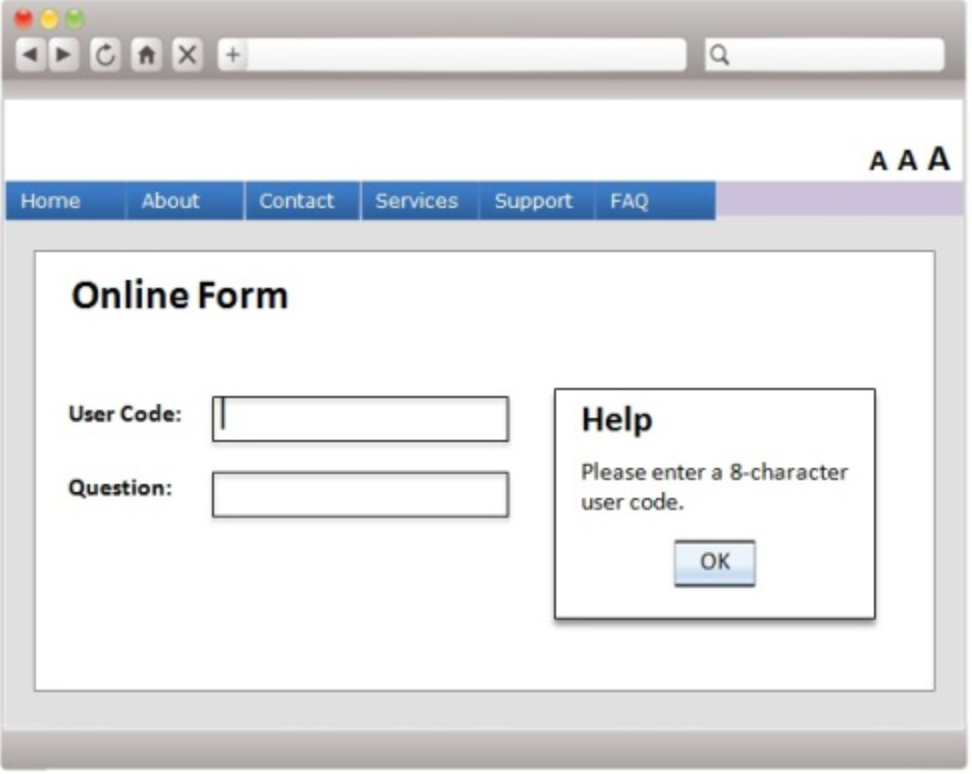 A A A
Home About Contact Services Support FAQ
Online Form
User Code:
Question:
Help
Please enter a 8-character
user code.
OK